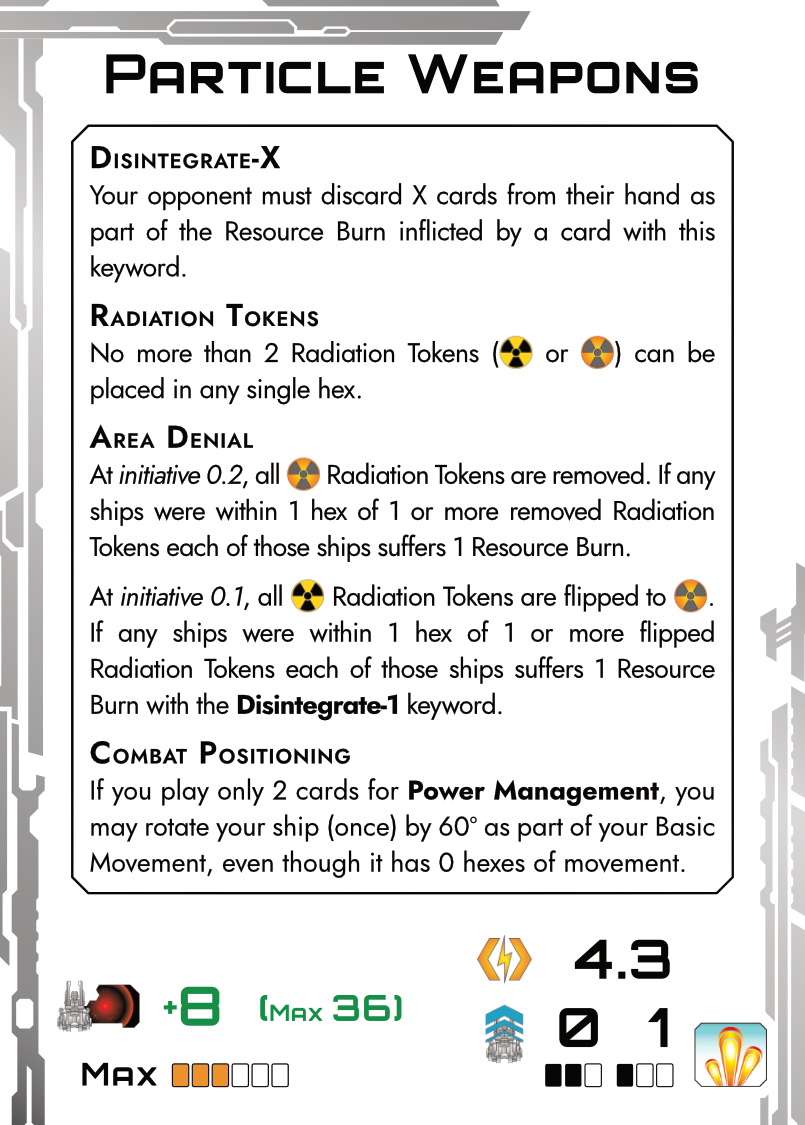 Particle Weapons
Disintegrate-X
Your opponent must discard X cards from their hand as
part of the Resource Burn inflicted by a card with this
keyword.
Radiation Tokens
No more than 2 Radiation Tokens ( or ) can be
placed in any single hex.
Area Denial
At initiative 0.2, all Radiation Tokens are removed. If any
ships were within 1 hex of 1 or more removed Radiation
Tokens each of those ships suffers 1 Resource Burn.
At initiative 0.1, all Radiation Tokens are flipped to .
If any ships were within 1 hex of 1 or more flipped
Radiation Tokens each of those ships suffers 1 Resource
Burn with the Disintegrate-1 keyword.
Combat Positioning
If you play only 2 cards for Power Management, you
may rotate your ship (once) by 60° as part of your Basic
Movement, even though it has 0 hexes of movement.
4.3
+8 (Max 36)
0 1
Max